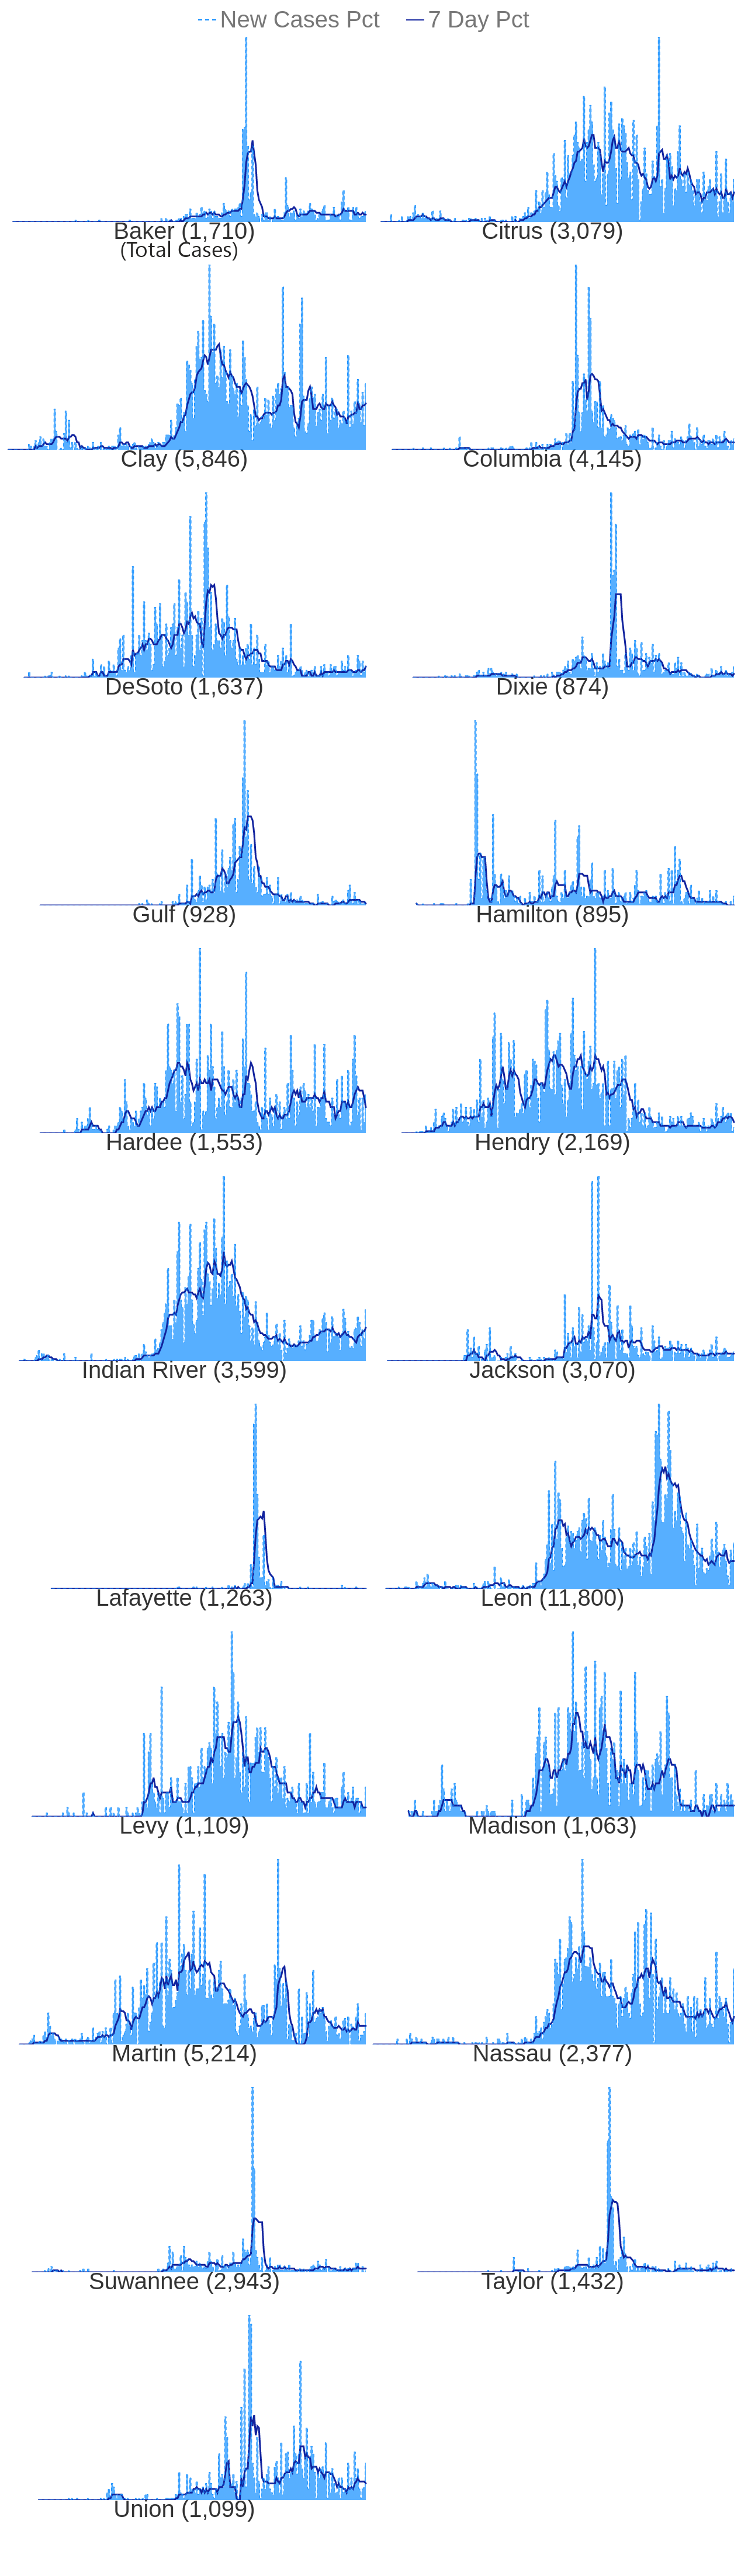 New Cases Pct 7 Day Pct
Baker (1,710) Citrus (3,079)
(Total Cases)
Clay (5,846) Columbia (4,145)
DeSoto (1,637) Dixie (874)
Gulf (928) Hamilton (895)
Hardee (1,553) Hendry (2,169)
Indian River (3,599) Jackson (3,070)
Lafayette (1,263) Leon (11,800)
Levy (1,109) Madison (1,063)
Martin (5,214) Nassau (2,377)
Suwannee (2,943) Taylor (1,432)
Union (1,099)